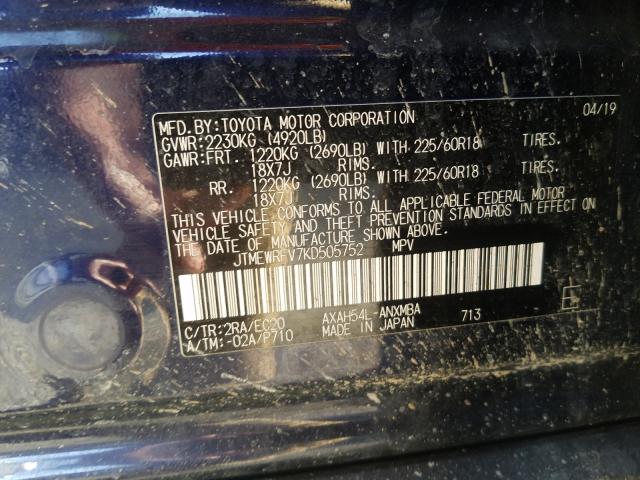 MFD.BY:TOYOTA MOTOR CORPORATION 04/19
GVWR:2230KG (4920LB)
GAWR:FRT. 1220KG (2690LB) WITH 225/60R18 TIRES.
18X7J RIMS.
RR. 1220KG (2690LB) WITH 225/60R18 TIRES.
18X7J RIMS.
THIS VEHICLE CONFORMS TO ALL APPLICABLE FEDERAL MOTOR
VEHICLE SAFETY AND THEFT PREVENTION STANDARDS IN EFFECT ON
THE DATE OF MANUFACTURE SHOWN ABOVE.
JTMEWRFV7KD505752 MPV
C/TR:2RA/EC20 AXAH54L-ANXMBA 713
A/TM:-02A/P710 MADE IN JAPAN